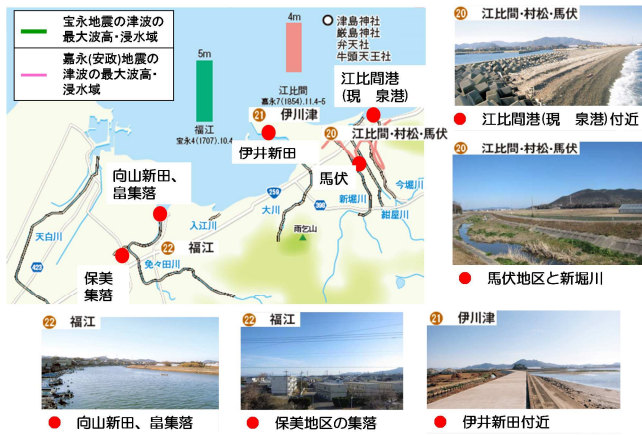 宝永地震の津波の
最大波高・浸水域
嘉永(安政)地震の
津波の最大波高・
浸水域
5m
福江
宝永4(1707).10.4
4m
江比間
嘉永7(1854).11.4-5
津島神社
厳島神社
弁天社
牛頭天王社
江比間港
(現 泉港)
21 伊川津
伊井新田
20 江比間・村松・馬伏
馬伏
向山新田、
畠集落
天白川
422
保美
集落
免々田川
22 福江
入江川
大川
259
398
雨乞山
新堀川
今堀川
紺屋川
20 江比間・村松・馬伏
江比間港(現 泉港)付近
20 江比間・村松・馬伏
馬伏地区と新堀川
22 福江
向山新田、畠集落
22 福江
保美地区の集落
21 伊川津
伊井新田付近